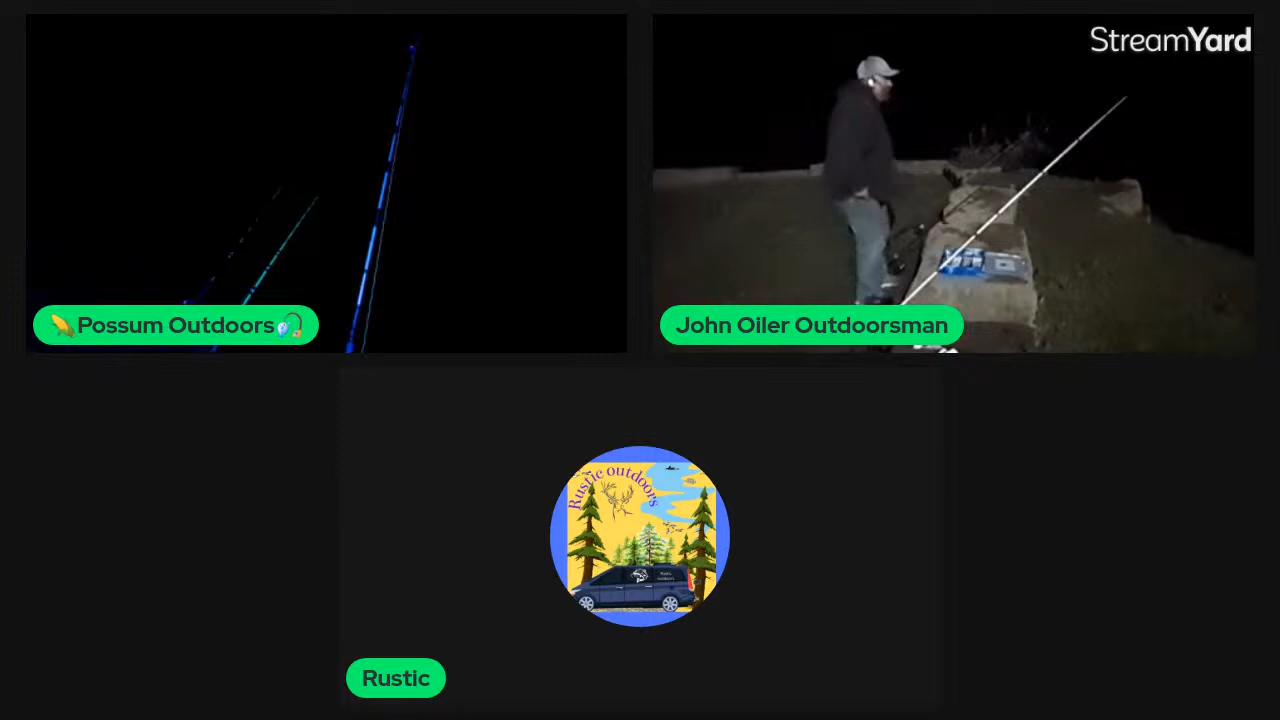 StreamYard
🌽Possum Outdoors🎣
John Oiler Outdoorsman
Rustic outdoors
Rustic